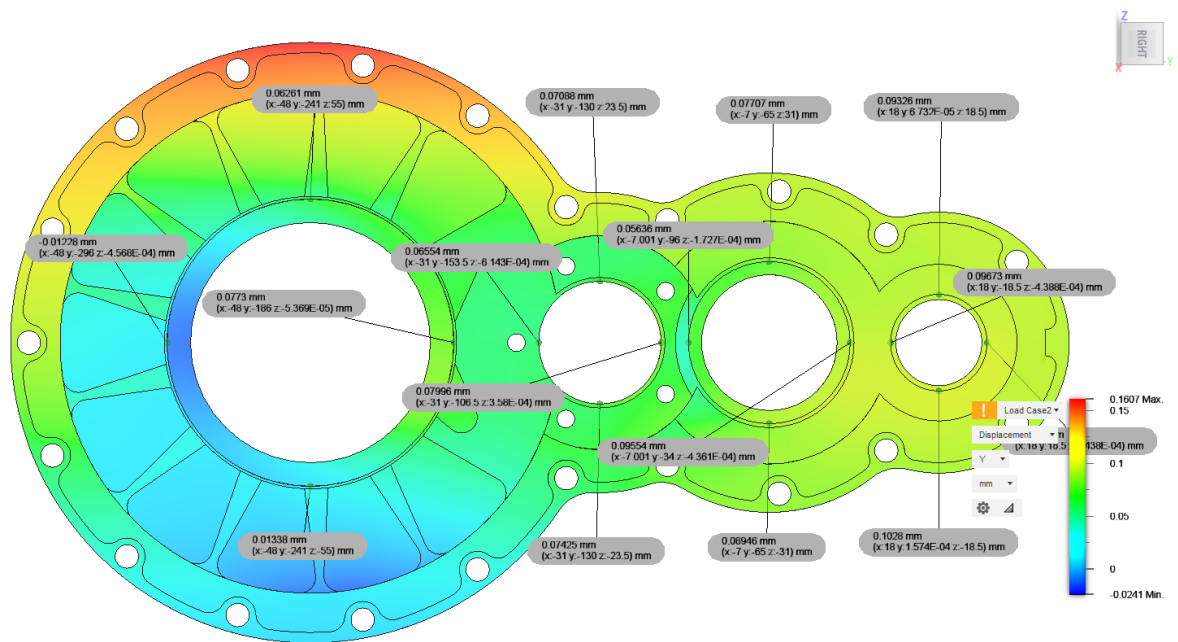 Z
RIGHT
X
Y
0.06261 mm
(x:-48 y:-241 z:55) mm
0.07088 mm
(x:-31 y:-130 z:23.5) mm
0.07707 mm
(x:-7 y:-65 z:31) mm
0.09326 mm
(x:18 y:6.732E-05 z:18.5) mm
-0.01228 mm
(x:-48 y:-296 z:-4.568E-04) mm
0.06554 mm
(x:-31 y:-153.5 z:-6.143E-04) mm
0.05636 mm
(x:-7.001 y:-96 z:-1.727E-04) mm
0.09673 mm
(x:18 y:-18.5 z:-4.388E-04) mm
0.0773 mm
(x:-48 y:-186 z:-5.369E-05) mm
0.07996 mm
(x:-31 y:-106.5 z:3.58E-04) mm
0.09554 mm
(x:-7.001 y:-34 z:-4.361E-04) mm
0.01338 mm
(x:-48 y:-241 z:-55) mm
0.07425 mm
(x:-31 y:-130 z:-23.5) mm
0.08946 mm
(x:-7 y:-65 z:-31) mm
0.1028 mm
(x:18 y:1.574E-04 z:-18.5) mm
mm
(x:18 y:18.5 438E-04) mm
Load Case2
Displacement
Y
mm
0.1607 Max.
0.15
0.1
0.05
0
-0.0241 Min.